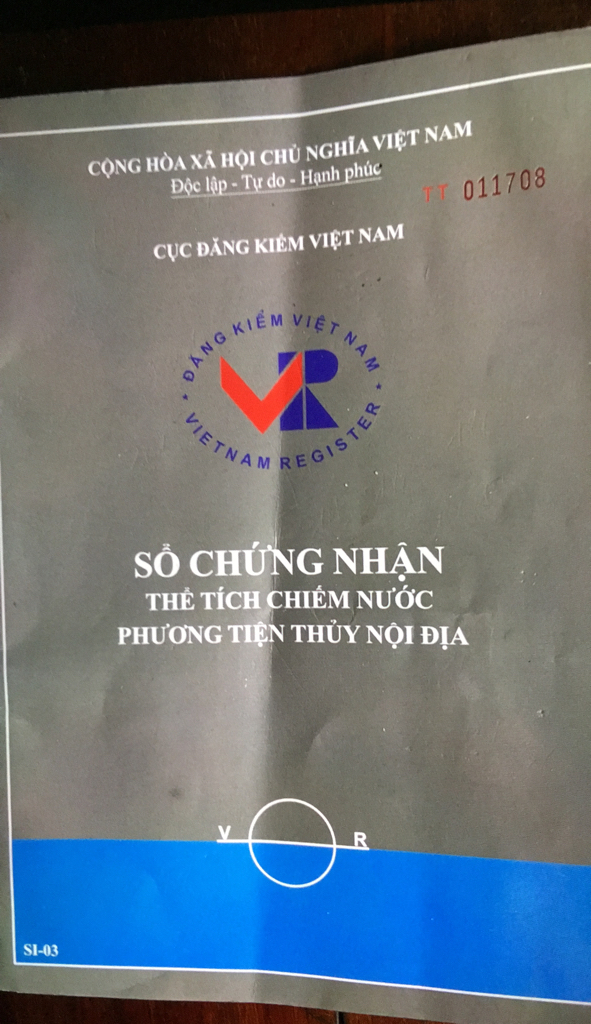 CỘNG HÒA XÃ HỘI CHỦ NGHĨA VIỆT NAM
Độc lập - Tự do - Hạnh phúc
TT 011708
CỤC ĐĂNG KIỂM VIỆT NAM
* ĐĂNG KIỂM VIỆT NAM *
VR
VIETNAM REGISTER
SỔ CHỨNG NHẬN
THỂ TÍCH CHIẾM NƯỚC
PHƯƠNG TIỆN THỦY NỘI ĐỊA
V R
SI-03